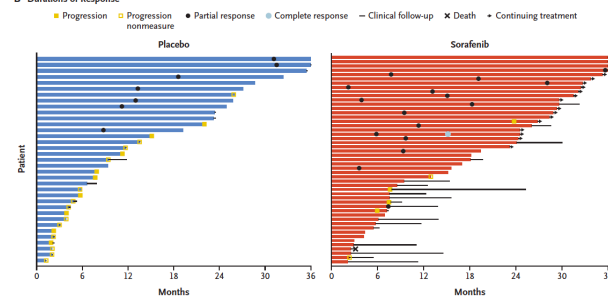 D Durations of Response
Progression Progression nonmeasure Partial response Complete response Clinical follow-up Death Continuing treatment
Placebo Sorafenib
Patient
0 6 12 18 24 30 36 0 6 12 18 24 30
Months Months